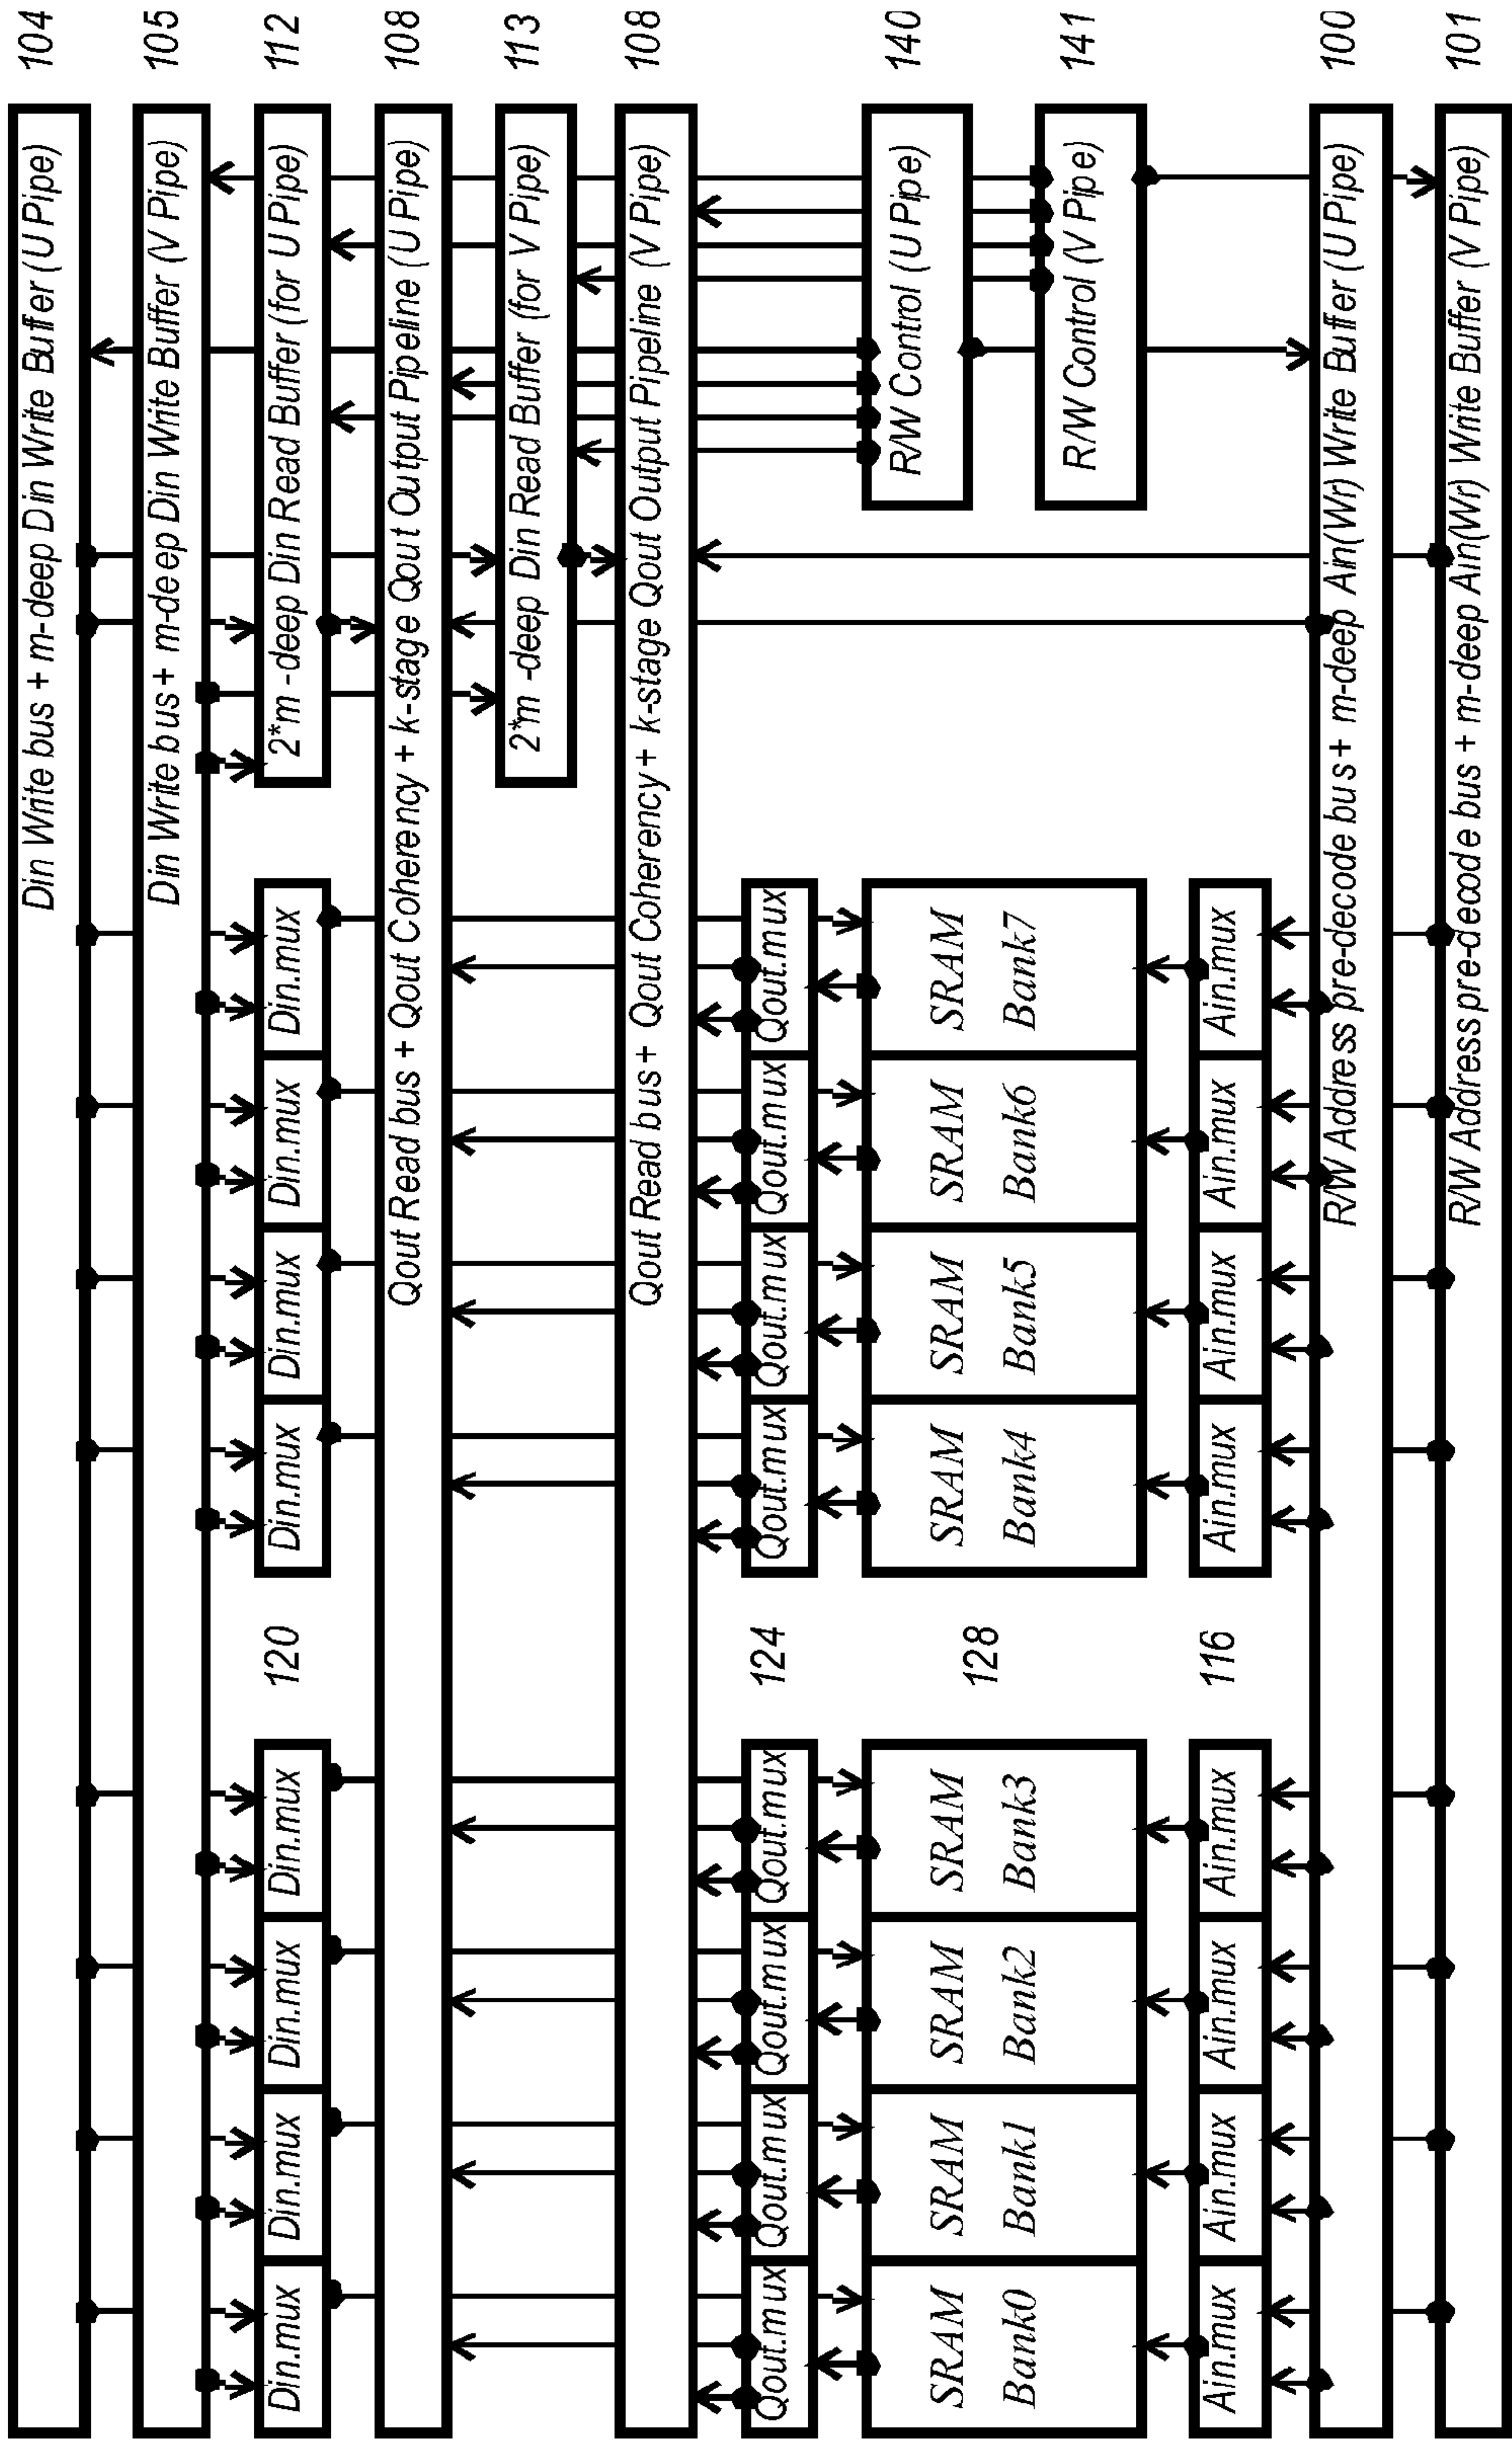 Din Write bus + m-deep Din Write Buffer (U Pipe) 104
Din Write bus + m-deep Din Write Buffer (V Pipe) 105
Din.mux Din.mux Din.mux Din.mux 120 Din.mux Din.mux Din.mux Din.mux 2*m -deep Din Read Buffer (for U Pipe) 112
Qout Read bus + Qout Coherency + k-stage Qout Output Pipeline (U Pipe) 108
2*m -deep Din Read Buffer (for V Pipe) 113
Qout Read bus + Qout Coherency + k-stage Qout Output Pipeline (V Pipe) 108
Qout.mux Qout.mux Qout.mux Qout.mux 124 Qout.mux Qout.mux Qout.mux Qout.mux
R/W Control (U Pipe) 140
SRAM SRAM SRAM SRAM 128 SRAM SRAM SRAM SRAM
Bank0 Bank1 Bank2 Bank3 Bank4 Bank5 Bank6 Bank7
R/W Control (V Pipe) 141
Ain.mux Ain.mux Ain.mux Ain.mux 116 Ain.mux Ain.mux Ain.mux Ain.mux
R/W Address pre-decode bus + m-deep Ain(Wr) Write Buffer (U Pipe) 100
R/W Address pre-decode bus + m-deep Ain(Wr) Write Buffer (V Pipe) 101